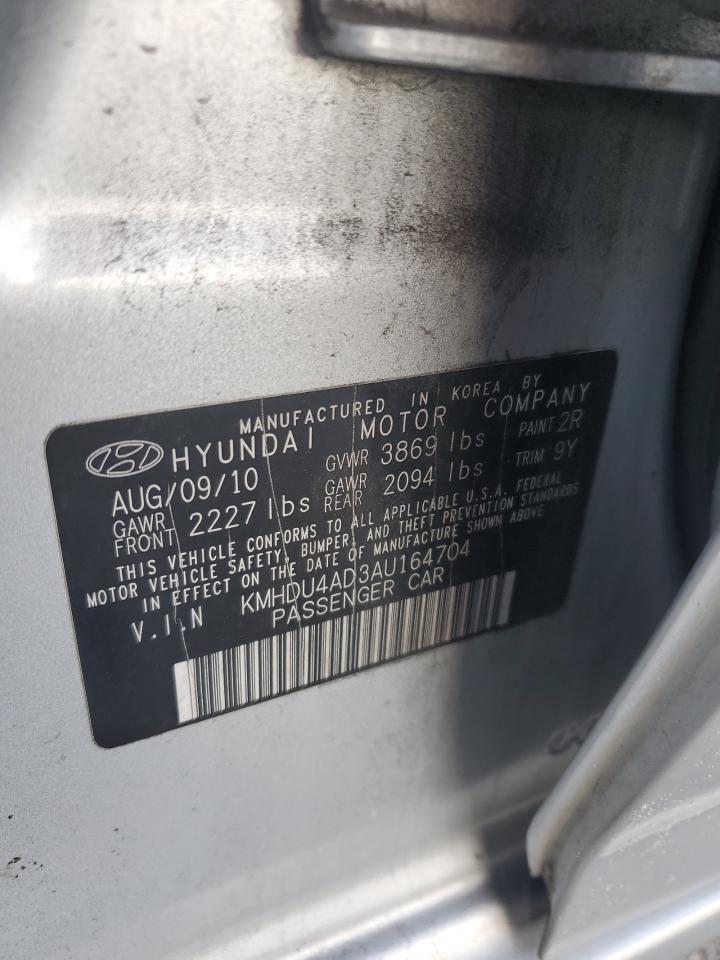 MANUFACTURED IN KOREA BY
HYUNDAI MOTOR COMPANY
AUG/09/10 GVWR 3869 lbs PAINT 2R
GAWR FRONT 2227 lbs GAWR REAR 2094 lbs TRIM 9Y
THIS VEHICLE CONFORMS TO ALL APPLICABLE U.S.A. FEDERAL
MOTOR VEHICLE SAFETY, BUMPER, AND THEFT PREVENTION STANDARDS
IN EFFECT ON THE DATE OF MANUFACTURE SHOWN ABOVE
V.I.N KMHDU4AD3AU164704
PASSENGER CAR